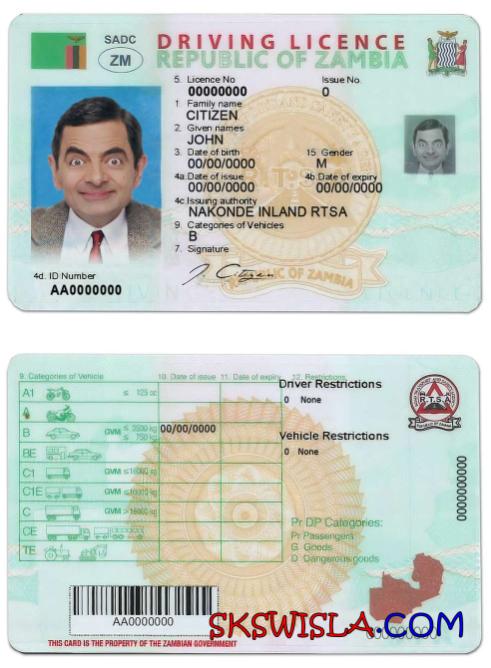 SADC
ZM
DRIVING LICENCE
REPUBLIC OF ZAMBIA
5. Licence No
Issue No.
00000000
0
1. Family name
CITIZEN
2. Given names
JOHN
3. Date of birth
15. Gender
00/00/0000
M
4a. Date of issue
4b. Date of expiry
00/00/0000
00/00/0000
4c. Issuing authority
NAKONDE INLAND RTSA
9. Categories of Vehicles
B
7. Signature
J. Citizen
REPUBLIC OF ZAMBIA
4d. ID Number
AA0000000
9. Categories of Vehicle
10. Date of issue
11. Date of expiry
12. Restrictions
A1
≤ 125 cc
A
B
GVM ≤ 3500 kg
≤ 750 kg
00/00/0000
BE
C1
GVM ≤16000 kg
C1E
GVM ≤16000 kg
C
GVM >16000 kg
CE
TE
Driver Restrictions
0 None
Vehicle Restrictions
0 None
R.T.S.A
0000000000
Pr DP Categories:
Pr Passengers
G Goods
D Dangerous goods
AA0000000
000000000
SKSWISLA.COM
THIS CARD IS THE PROPERTY OF THE ZAMBIAN GOVERNMENT